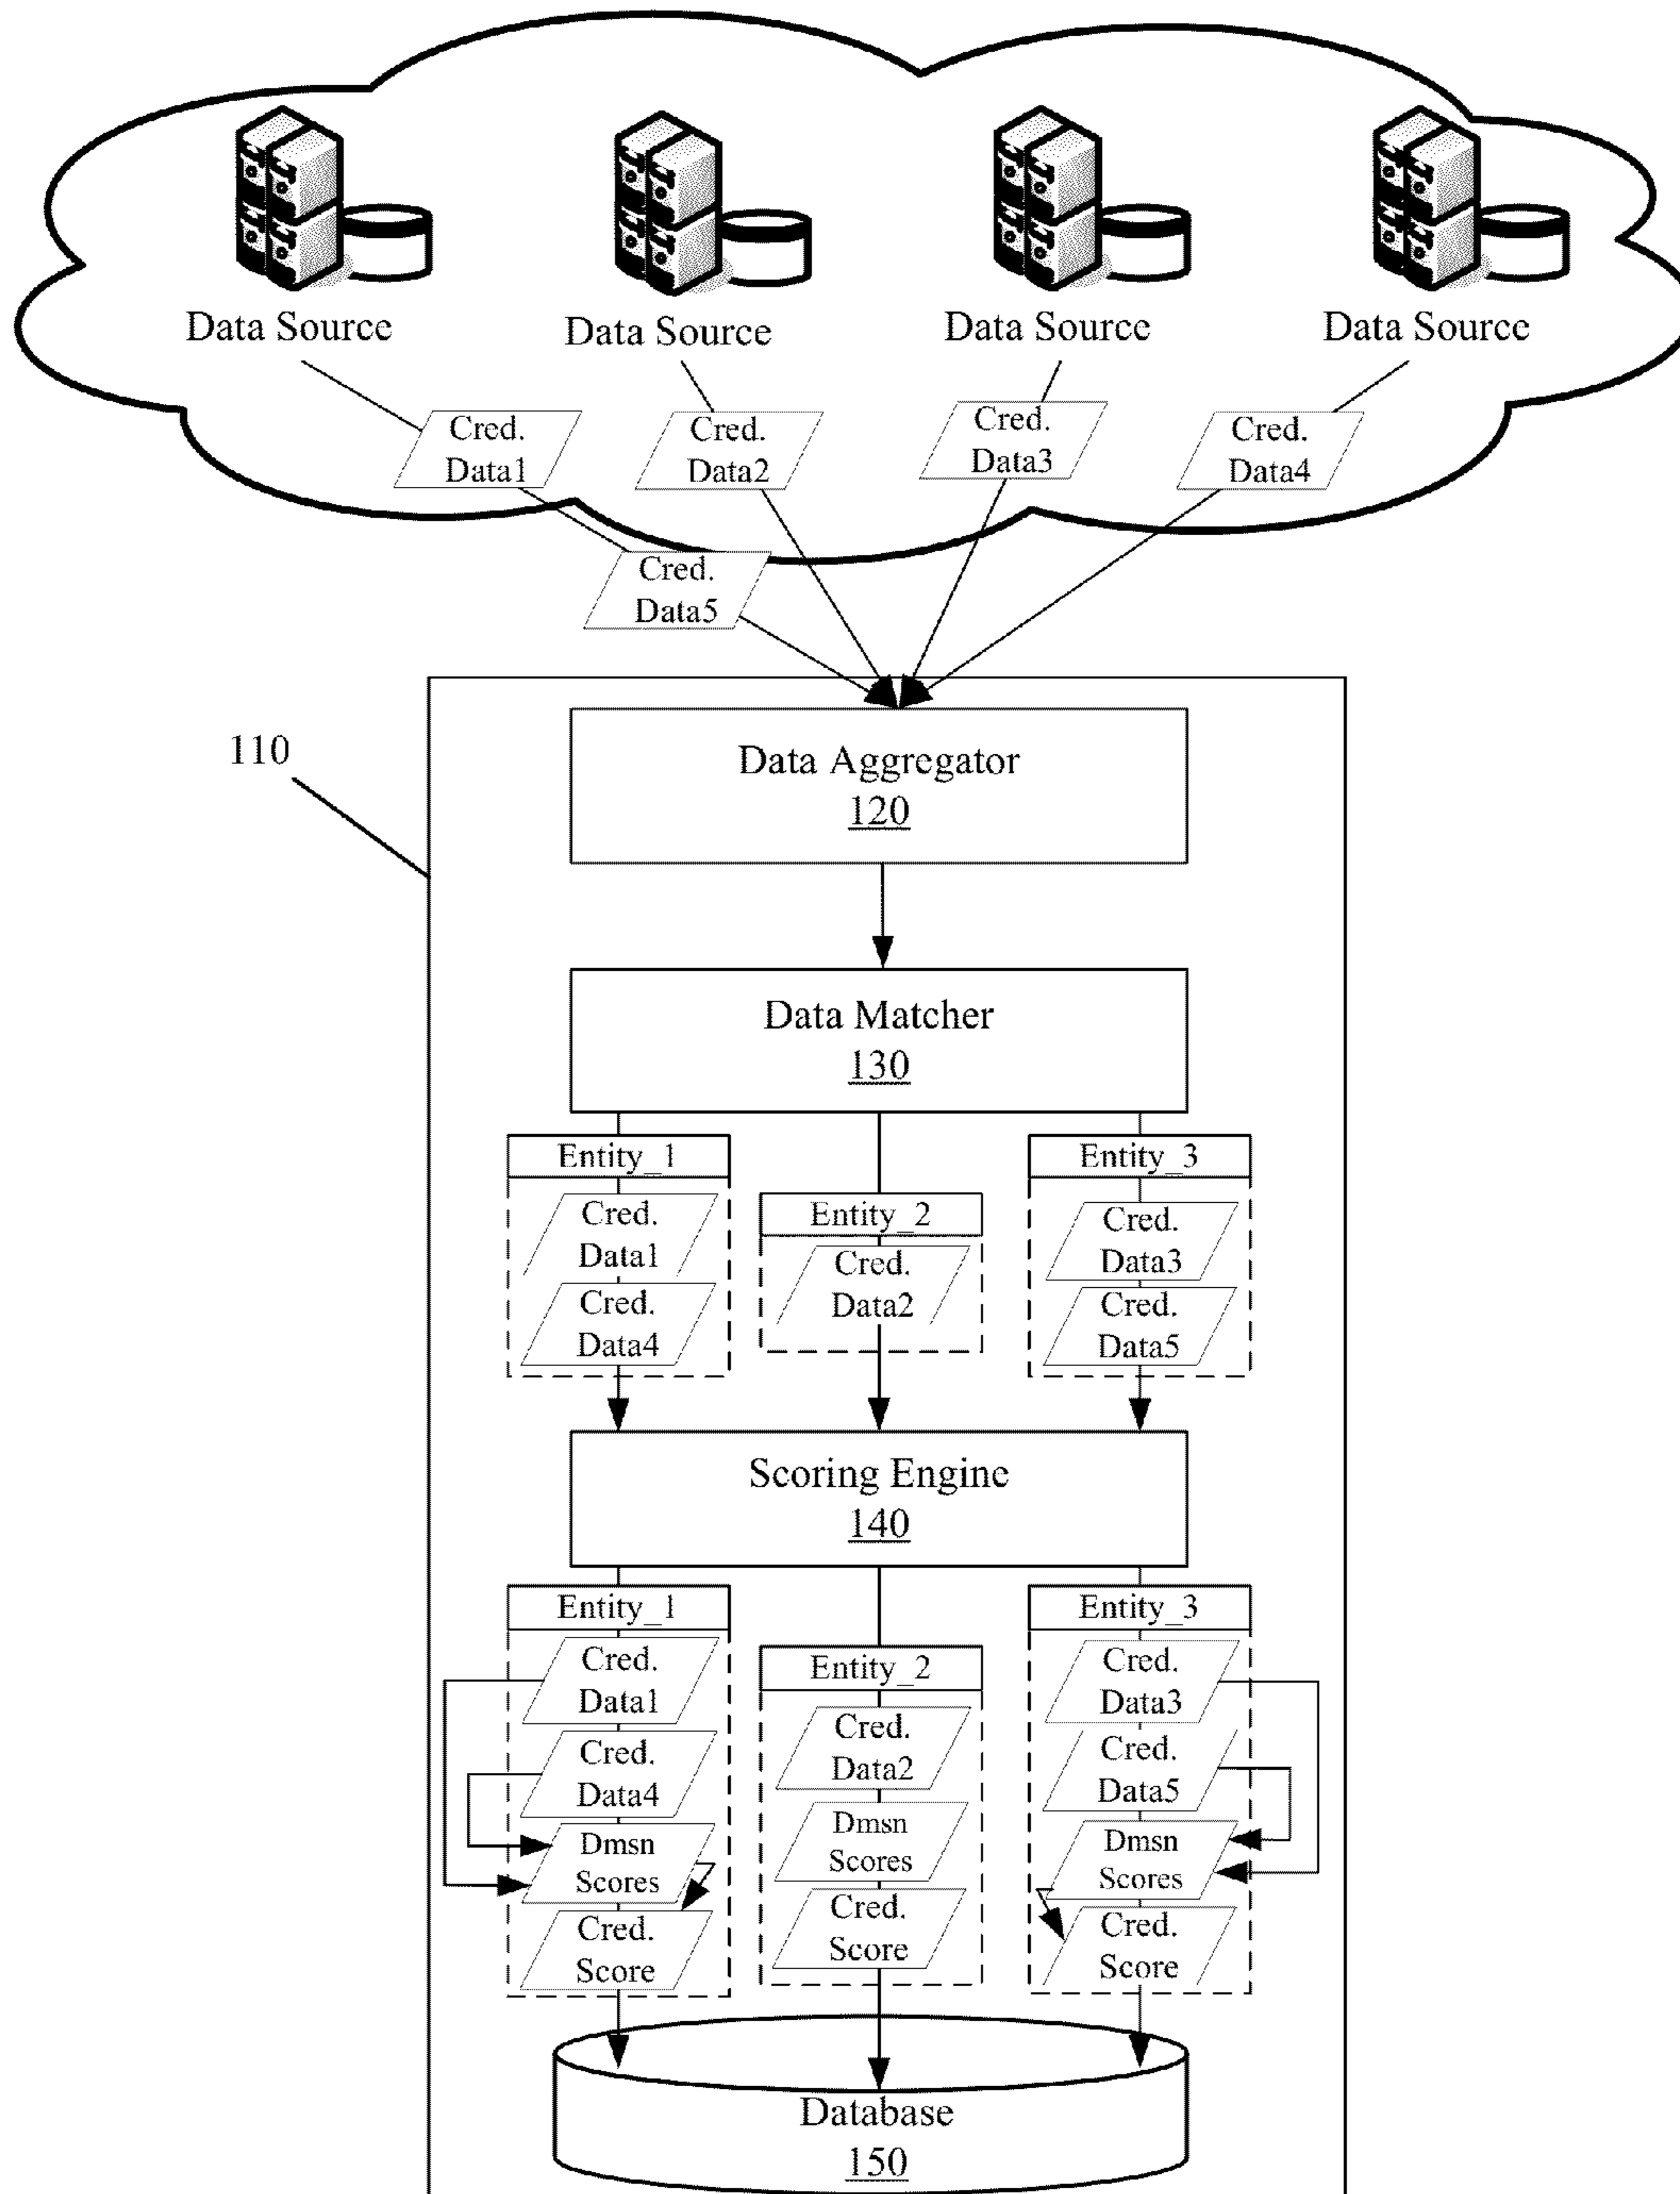 Data Source
Data Source
Data Source
Data Source
Cred.
Data1
Cred.
Data2
Cred.
Data3
Cred.
Data4
Cred.
Data5
110
Data Aggregator
120
Data Matcher
130
Entity_1
Cred.
Data1
Cred.
Data4
Entity_2
Cred.
Data2
Entity_3
Cred.
Data3
Cred.
Data5
Scoring Engine
140
Entity_1
Cred.
Data1
Cred.
Data4
Dmsn
Scores
Cred.
Score
Entity_2
Cred.
Data2
Dmsn
Scores
Cred.
Score
Entity_3
Cred.
Data3
Cred.
Data5
Dmsn
Scores
Cred.
Score
Database
150